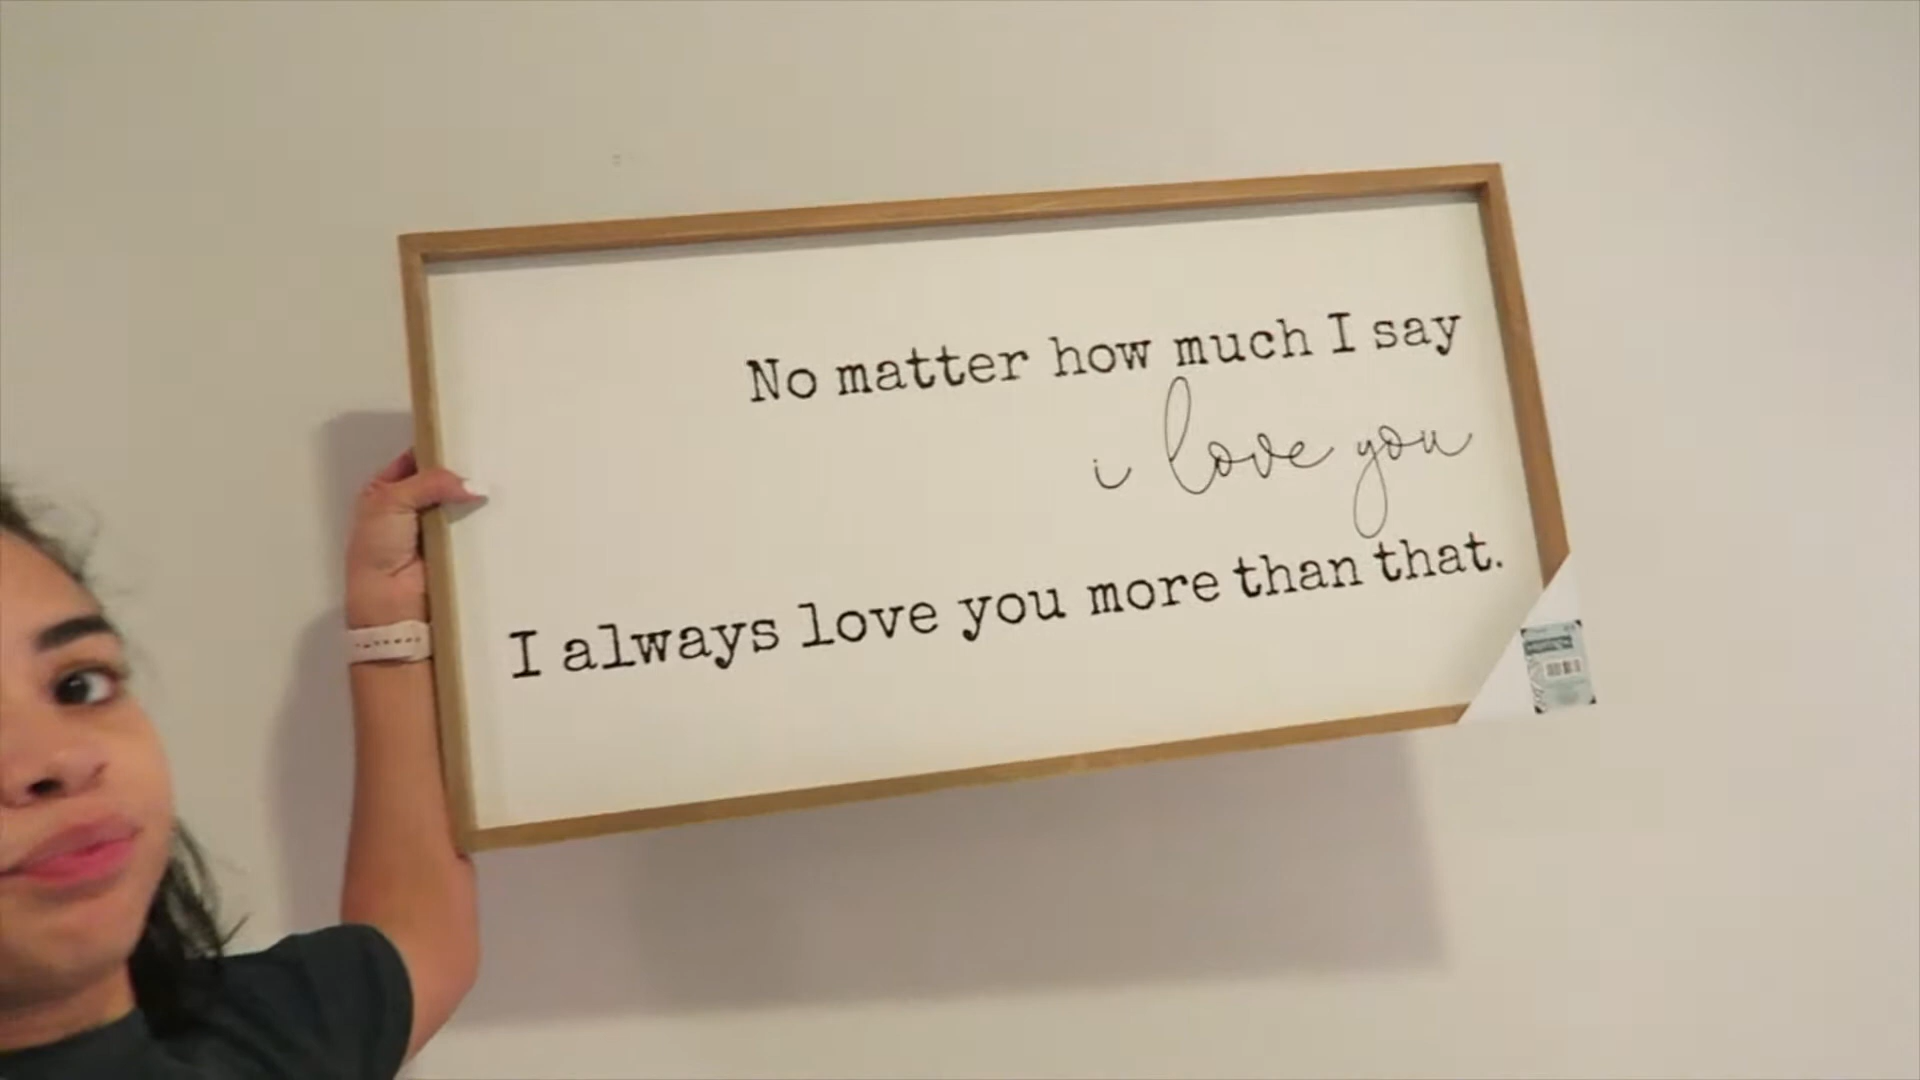 No matter how much I say
i love you
I always love you more than that.